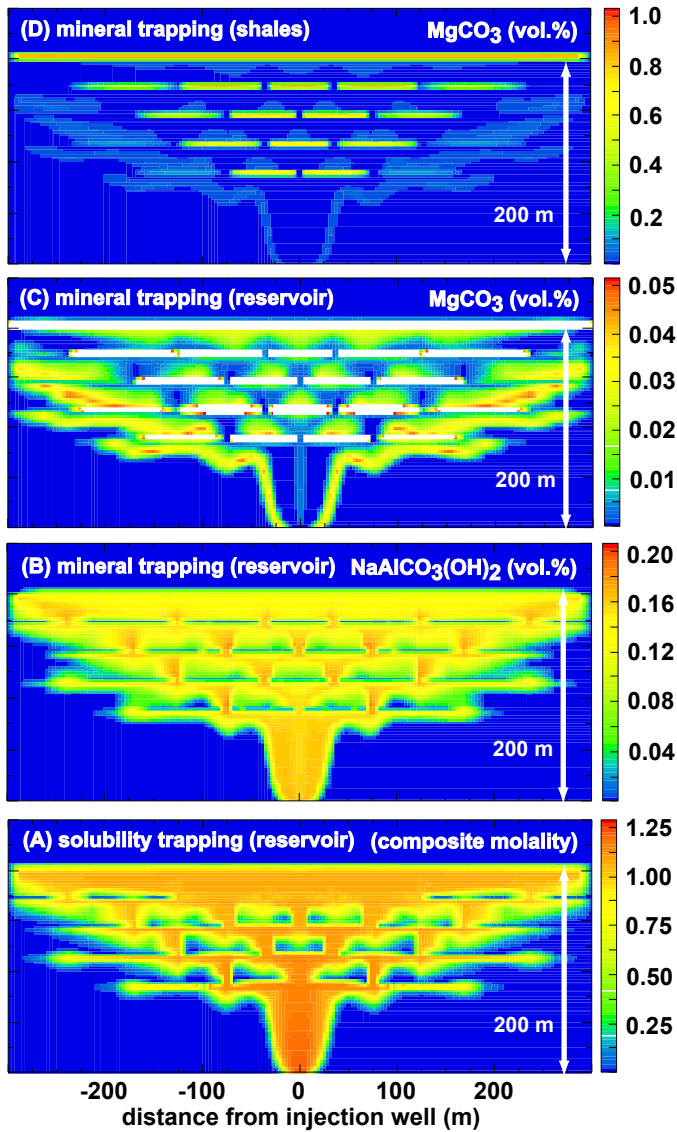 (D) mineral trapping (shales) MgCO3 (vol.%)
1.0
0.8
0.6
0.4
0.2
200 m
(C) mineral trapping (reservoir) MgCO3 (vol.%)
0.05
0.04
0.03
0.02
0.01
200 m
(B) mineral trapping (reservoir) NaAlCO3(OH)2 (vol.%)
0.20
0.16
0.12
0.08
0.04
200 m
(A) solubility trapping (reservoir) (composite molality)
1.25
1.00
0.75
0.50
0.25
200 m
-200 -100 0 100 200
distance from injection well (m)